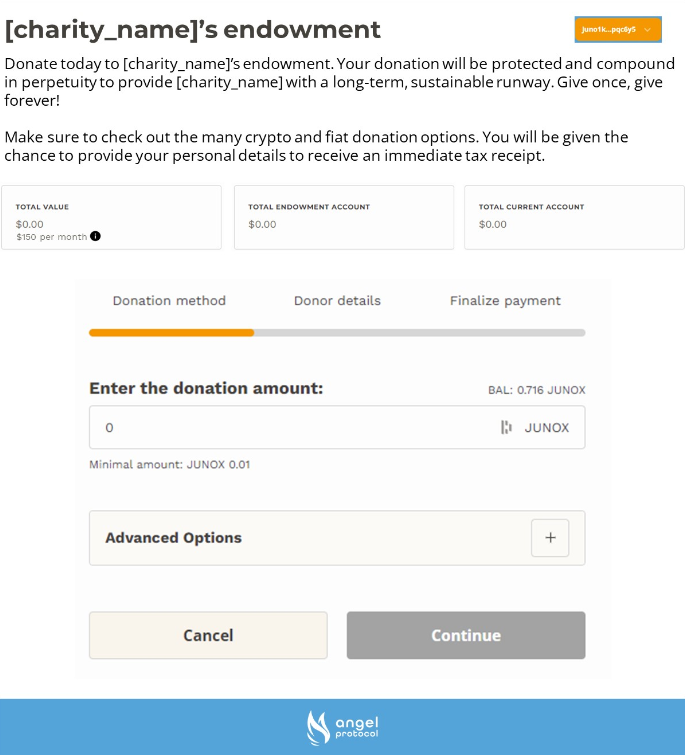 [charity_name]’s endowment
juno1k...pqc6y5
Donate today to [charity_name]’s endowment. Your donation will be protected and compound
in perpetuity to provide [charity_name] with a long-term, sustainable runway. Give once, give
forever!
Make sure to check out the many crypto and fiat donation options. You will be given the
chance to provide your personal details to receive an immediate tax receipt.
TOTAL VALUE
$0.00
$150 per month
TOTAL ENDOWMENT ACCOUNT
$0.00
TOTAL CURRENT ACCOUNT
$0.00
Donation method
Donor details
Finalize payment
Enter the donation amount:
BAL: 0.716 JUNOX
0
JUNOX
Minimal amount: JUNOX 0.01
Advanced Options
Cancel
Continue
angel
protocol